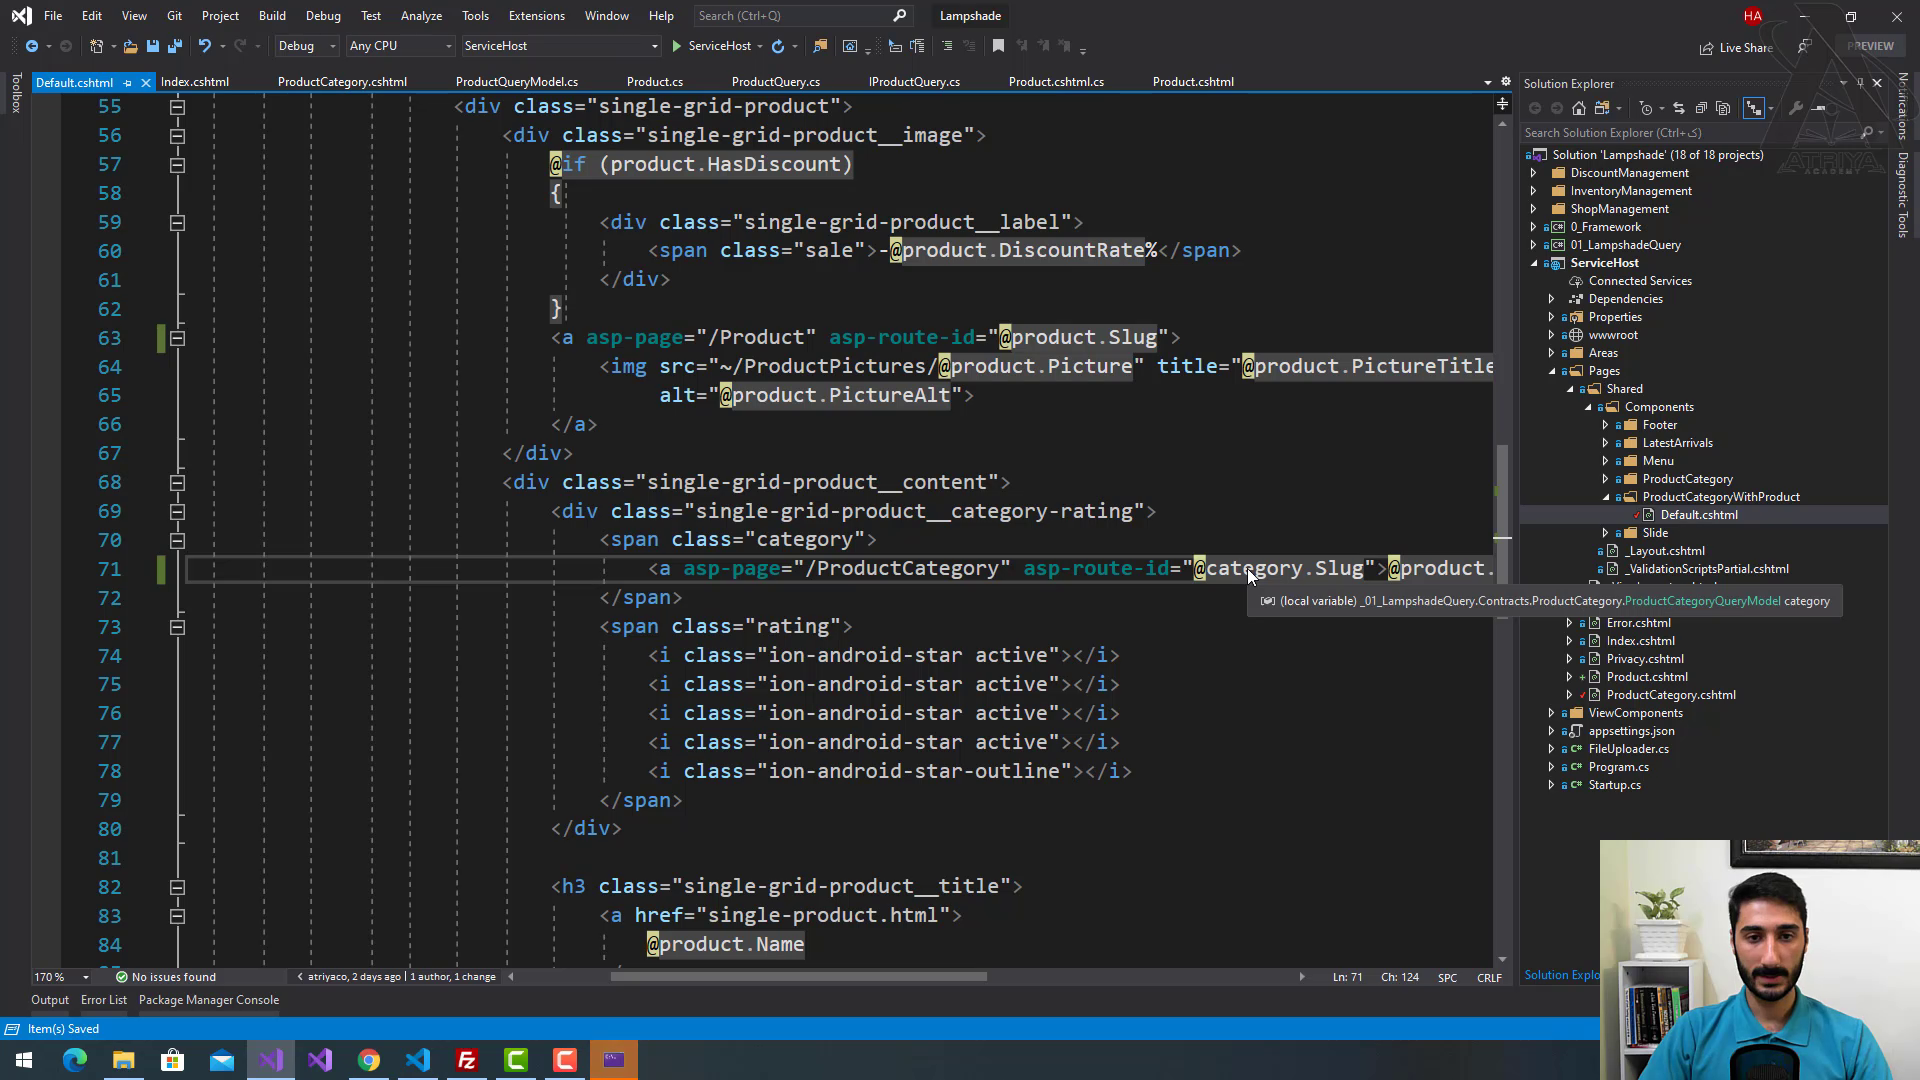 File Edit View Git Project Build Debug Test Analyze Tools Extensions Window Help Search (Ctrl+Q) Lampshade HA
Debug Any CPU ServiceHost ServiceHost Live Share PREVIEW
Default.cshtml Index.cshtml ProductCategory.cshtml ProductQueryModel.cs Product.cs ProductQuery.cs IProductQuery.cs Product.cshtml.cs Product.cshtml
Toolbox
55 <div class="single-grid-product">
56 <div class="single-grid-product__image">
57 @if (product.HasDiscount)
58 {
59 <div class="single-grid-product__label">
60 <span class="sale">-@product.DiscountRate%</span>
61 </div>
62 }
63 <a asp-page="/Product" asp-route-id="@product.Slug">
64 <img src="~/ProductPictures/@product.Picture" title="@product.PictureTitle
65 alt="@product.PictureAlt">
66 </a>
67 </div>
68 <div class="single-grid-product__content">
69 <div class="single-grid-product__category-rating">
70 <span class="category">
71 <a asp-page="/ProductCategory" asp-route-id="@category.Slug">@product.
(local variable) _01_LampshadeQuery.Contracts.ProductCategory.ProductCategoryQueryModel category
72 </span>
73 <span class="rating">
74 <i class="ion-android-star active"></i>
75 <i class="ion-android-star active"></i>
76 <i class="ion-android-star active"></i>
77 <i class="ion-android-star active"></i>
78 <i class="ion-android-star-outline"></i>
79 </span>
80 </div>
81
82 <h3 class="single-grid-product__title">
83 <a href="single-product.html">
84 @product.Name
170 % No issues found atriyaco, 2 days ago | 1 author, 1 change Ln: 71 Ch: 124 SPC CRLF
Output Error List Package Manager Console
Item(s) Saved
Solution Explorer
Search Solution Explorer (Ctrl+ک)
Solution 'Lampshade' (18 of 18 projects)
DiscountManagement
InventoryManagement
ShopManagement
0_Framework
01_LampshadeQuery
ServiceHost
Connected Services
Dependencies
Properties
wwwroot
Areas
Pages
Shared
Components
Footer
LatestArrivals
Menu
ProductCategory
ProductCategoryWithProduct
Default.cshtml
Slide
_Layout.cshtml
_ValidationScriptsPartial.cshtml
Error.cshtml
Index.cshtml
Privacy.cshtml
Product.cshtml
ProductCategory.cshtml
ViewComponents
appsettings.json
FileUploader.cs
Program.cs
Startup.cs
Solution Explo
Notifications
Diagnostic Tools
ATRIYA
ACADEMY